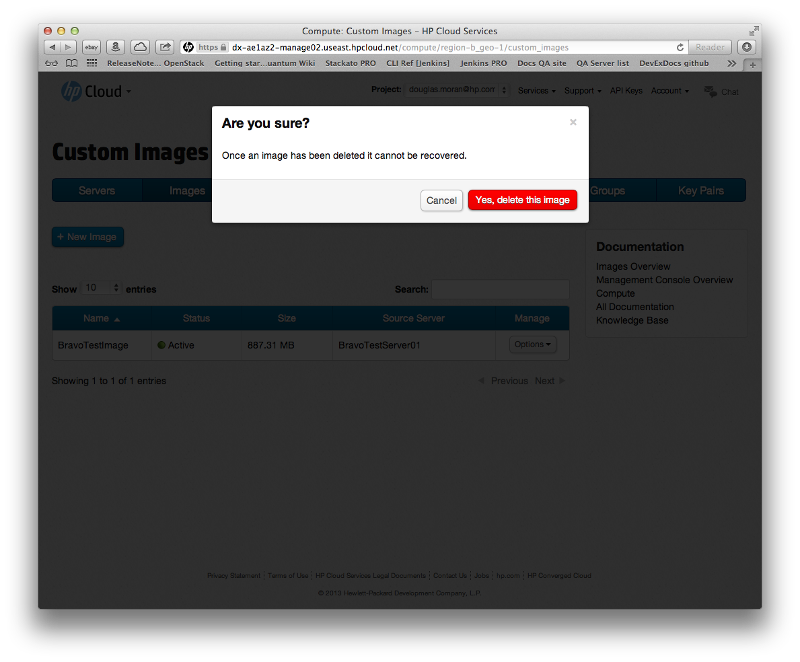 Compute: Custom Images – HP Cloud Services
ebay
https dx-ae1az2-manage02.useast.hpcloud.net/compute/region-b_geo-1/custom_images
Reader
ReleaseNote... OpenStack Getting star...uantum Wiki Stackato PRO CLI Ref [Jenkins] Jenkins PRO Docs QA site QA Server list DevExDocs github
hp Cloud
Project: douglas.moran@hp.com Services Support API Keys Account Chat
Are you sure? ×
Once an image has been deleted it cannot be recovered.
Cancel Yes, delete this image
Custom Images
Servers Images Groups Key Pairs
+ New Image
Show 10 entries Search:
Name Status Size Source Server Manage
BravoTestImage Active 887.31 MB BravoTestServer01 Options
Showing 1 to 1 of 1 entries Previous Next
Documentation
Images Overview
Management Console Overview
Compute
All Documentation
Knowledge Base
Privacy Statement | Terms of Use | HP Cloud Services Legal Documents | Contact Us | Jobs | hp.com | HP Converged Cloud
© 2013 Hewlett-Packard Development Company, L.P.